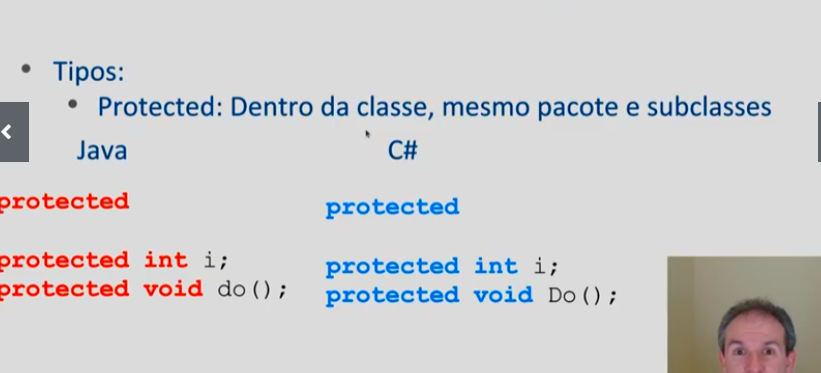 Tipos:
Protected: Dentro da classe, mesmo pacote e subclasses
Java
C#
protected
protected
protected int i;
protected void do();
protected int i;
protected void Do();